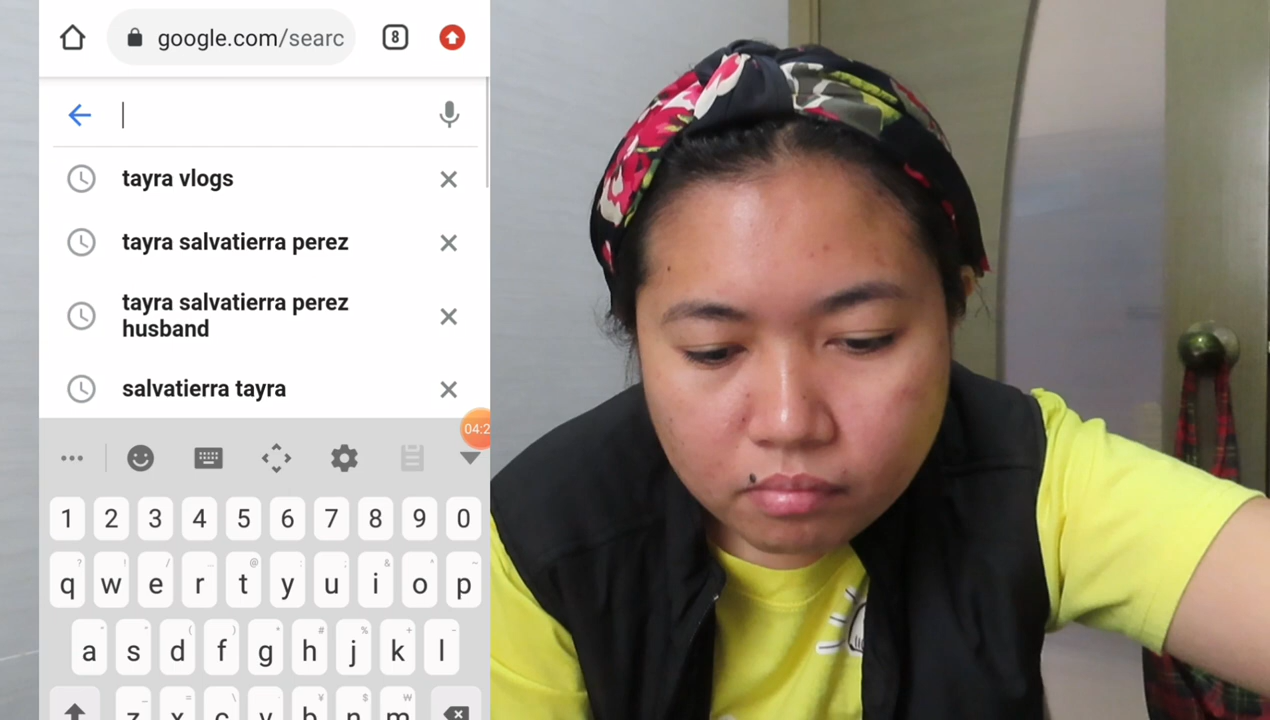 google.com/searc
8
tayra vlogs
tayra salvatierra perez
tayra salvatierra perez
husband
salvatierra tayra
04:2
1 2 3 4 5 6 7 8 9 0
q w e r t y u i o p
a s d f g h j k l
z x c v b n m